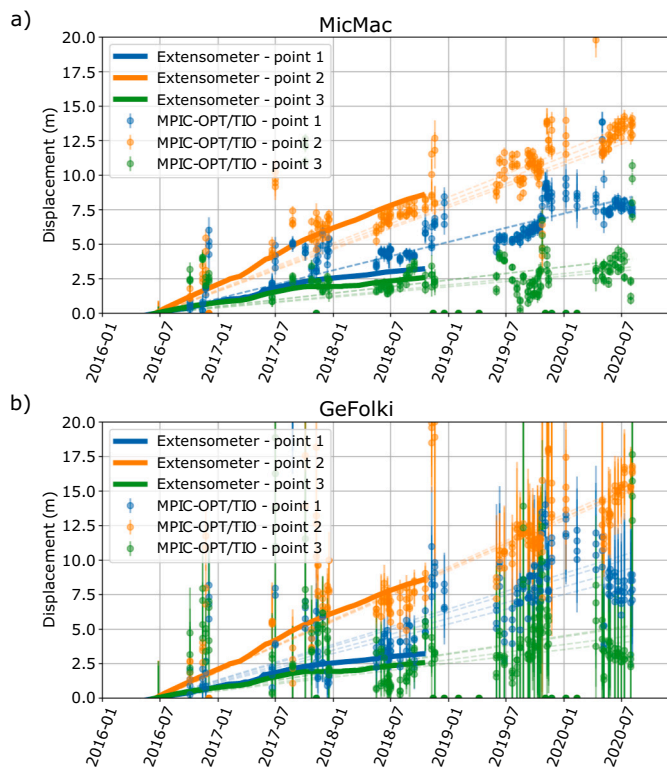 a)
MicMac
20.0
17.5
15.0
12.5
10.0
7.5
5.0
2.5
0.0
Displacement (m)
Extensometer - point 1
Extensometer - point 2
Extensometer - point 3
MPIC-OPT/TIO - point 1
MPIC-OPT/TIO - point 2
MPIC-OPT/TIO - point 3
2016-01
2016-07
2017-01
2017-07
2018-01
2018-07
2019-01
2019-07
2020-01
2020-07
b)
GeFolki
20.0
17.5
15.0
12.5
10.0
7.5
5.0
2.5
0.0
Displacement (m)
Extensometer - point 1
Extensometer - point 2
Extensometer - point 3
MPIC-OPT/TIO - point 1
MPIC-OPT/TIO - point 2
MPIC-OPT/TIO - point 3
2016-01
2016-07
2017-01
2017-07
2018-01
2018-07
2019-01
2019-07
2020-01
2020-07